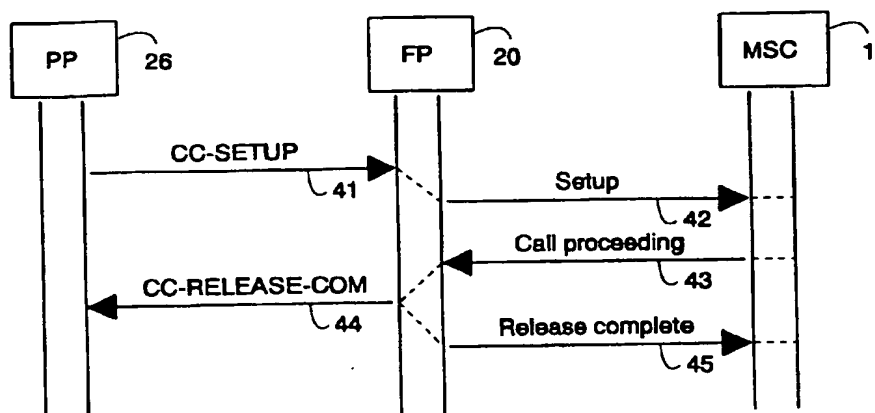 PP 26 FP 20 MSC 1
CC-SETUP
41
Setup
42
Call proceeding
43
CC-RELEASE-COM
44
Release complete
45